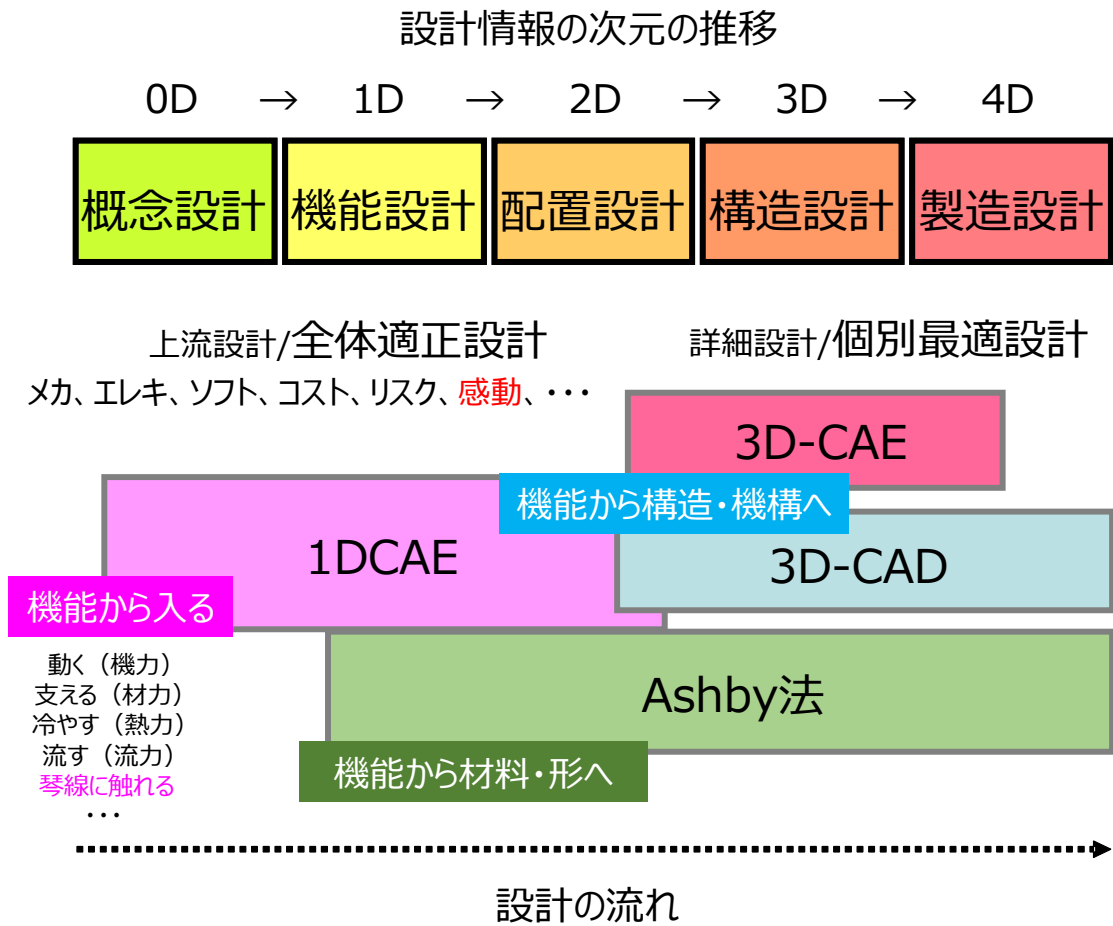 設計情報の次元の推移
0D → 1D → 2D → 3D → 4D
概念設計 機能設計 配置設計 構造設計 製造設計
上流設計/全体適正設計
詳細設計/個別最適設計
メカ、エレキ、ソフト、コスト、リスク、感動、・・・
3D-CAE
機能から構造・機構へ
1DCAE
3D-CAD
機能から入る
動く（機力）
支える（材力）
冷やす（熱力）
流す（流力）
琴線に触れる
・・・
Ashby法
機能から材料・形へ
設計の流れ